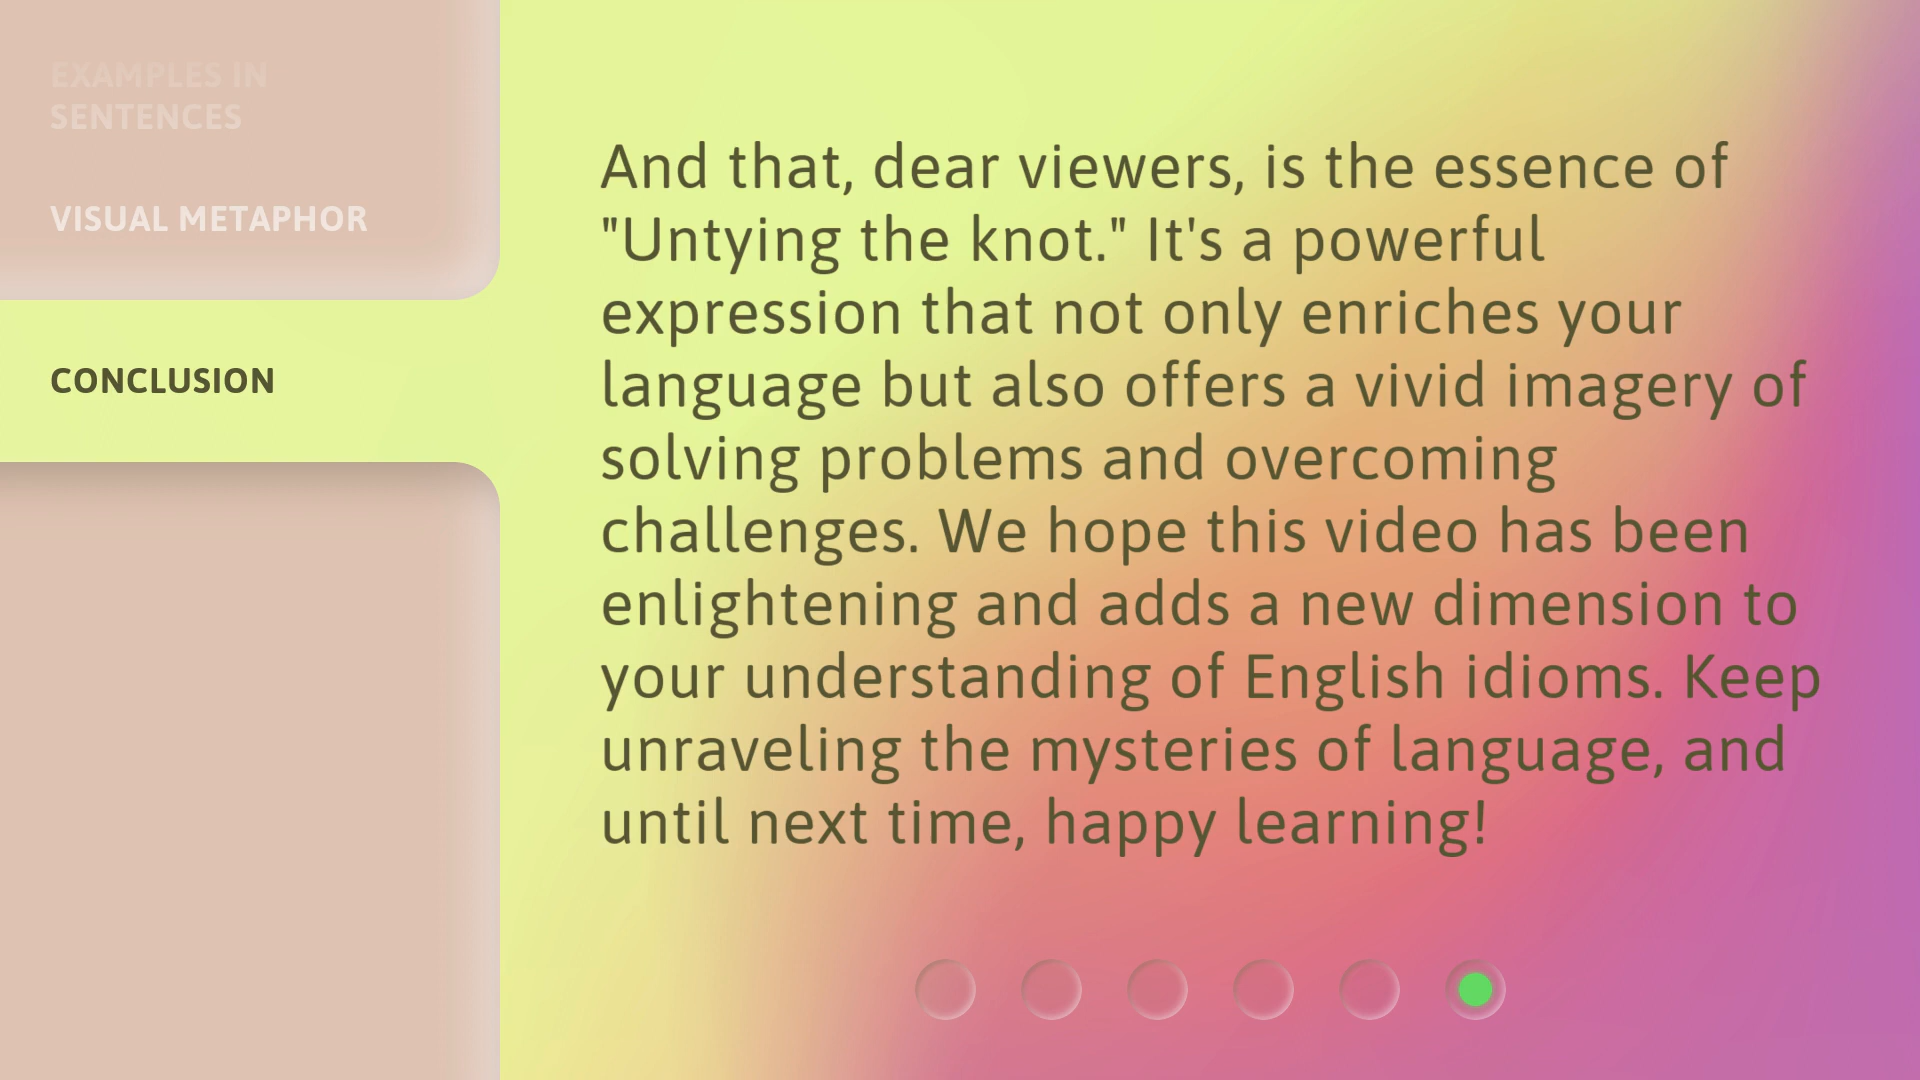 EXAMPLES IN
SENTENCES
VISUAL METAPHOR
CONCLUSION
And that, dear viewers, is the essence of
"Untying the knot." It's a powerful
expression that not only enriches your
language but also offers a vivid imagery of
solving problems and overcoming
challenges. We hope this video has been
enlightening and adds a new dimension to
your understanding of English idioms. Keep
unraveling the mysteries of language, and
until next time, happy learning!